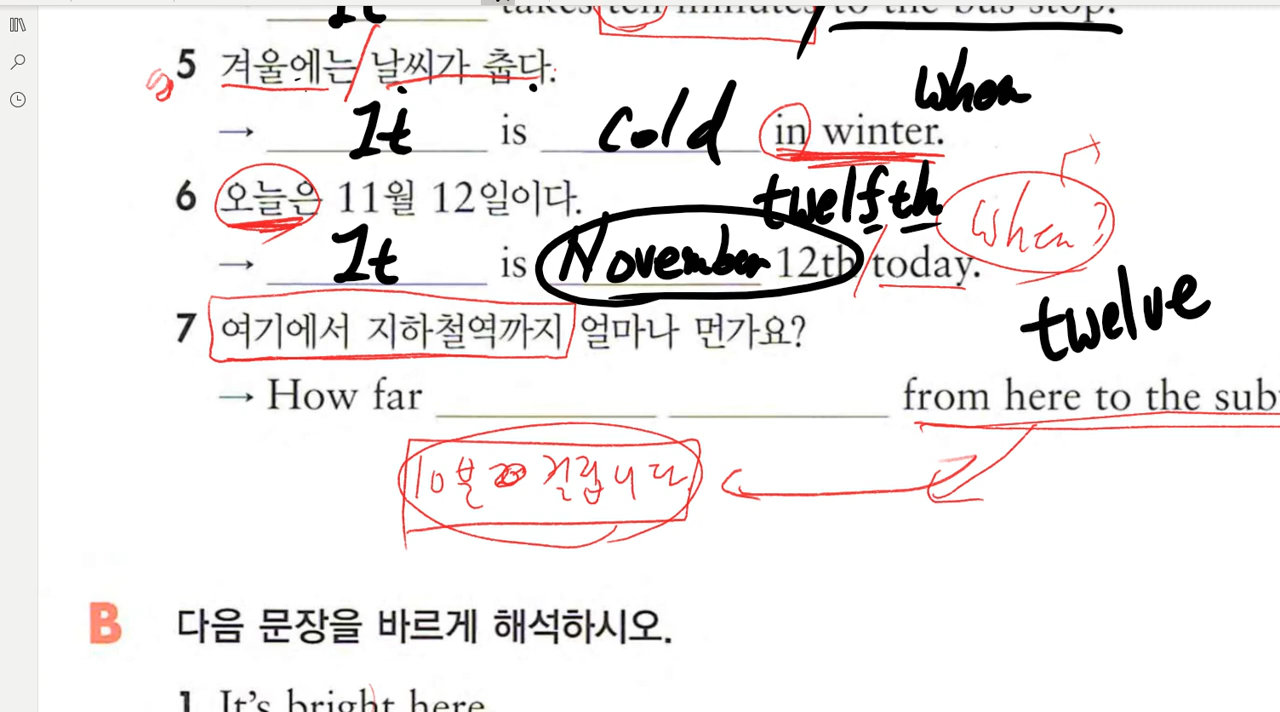 It takes ten minutes to the bus stop.
5 겨울에는 날씨가 춥다.
when
→ It is cold in winter.
6 오늘은 11월 12일이다.
twelfth
when?
→ It is November 12th today.
twelve
7 여기에서 지하철역까지 얼마나 먼가요?
→ How far from here to the sub
10분 걸립니다
B 다음 문장을 바르게 해석하시오.
1 It's bright here.